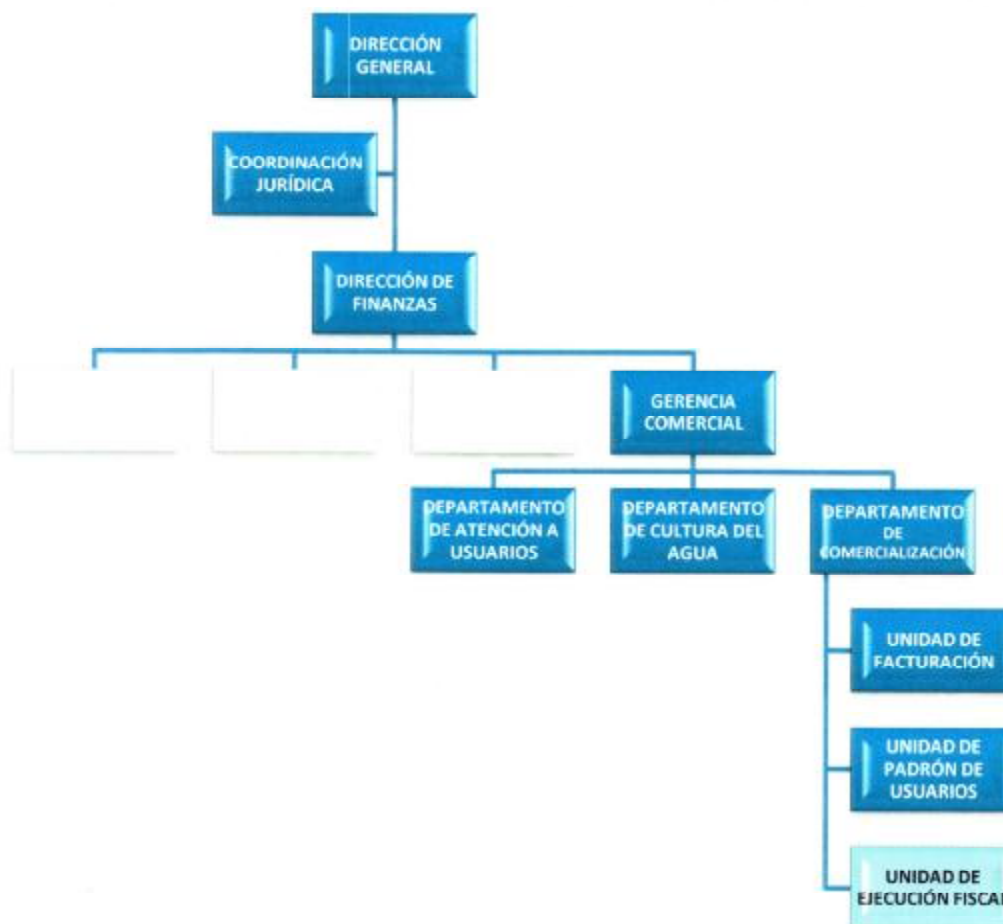 DIRECCIÓN
GENERAL
COORDINACIÓN
JURÍDICA
DIRECCIÓN DE
FINANZAS
GERENCIA
COMERCIAL
DEPARTAMENTO
DE ATENCIÓN A
USUARIOS
DEPARTAMENTO
DE CULTURA DEL
AGUA
DEPARTAMENTO
DE
COMERCIALIZACIÓN
UNIDAD DE
FACTURACIÓN
UNIDAD DE
PADRÓN DE
USUARIOS
UNIDAD DE
EJECUCIÓN FISCAL